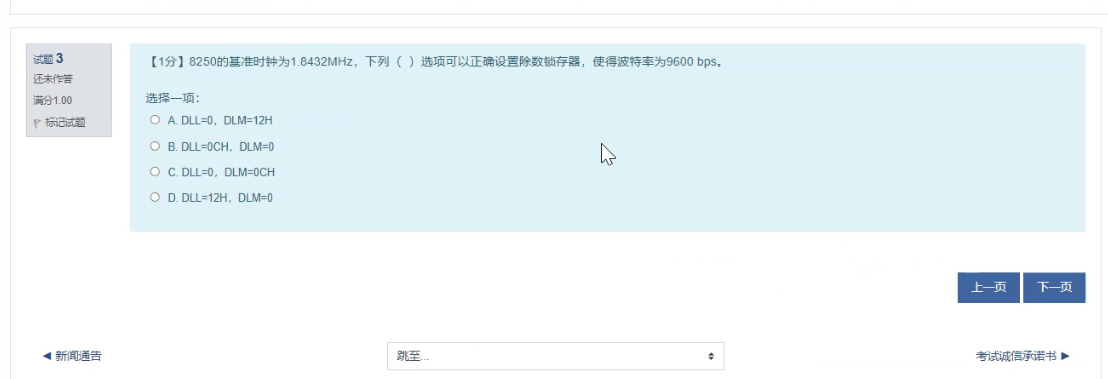 试题 3
还未作答
满分1.00
标记试题
【1分】8250的基准时钟为1.8432MHz，下列（ ）选项可以正确设置除数锁存器，使得波特率为9600 bps。
选择一项：
A. DLL=0，DLM=12H
B. DLL=0CH，DLM=0
C. DLL=0，DLM=0CH
D. DLL=12H，DLM=0
上一页 下一页
◀ 新闻通告 跳至... 考试诚信承诺书 ▶